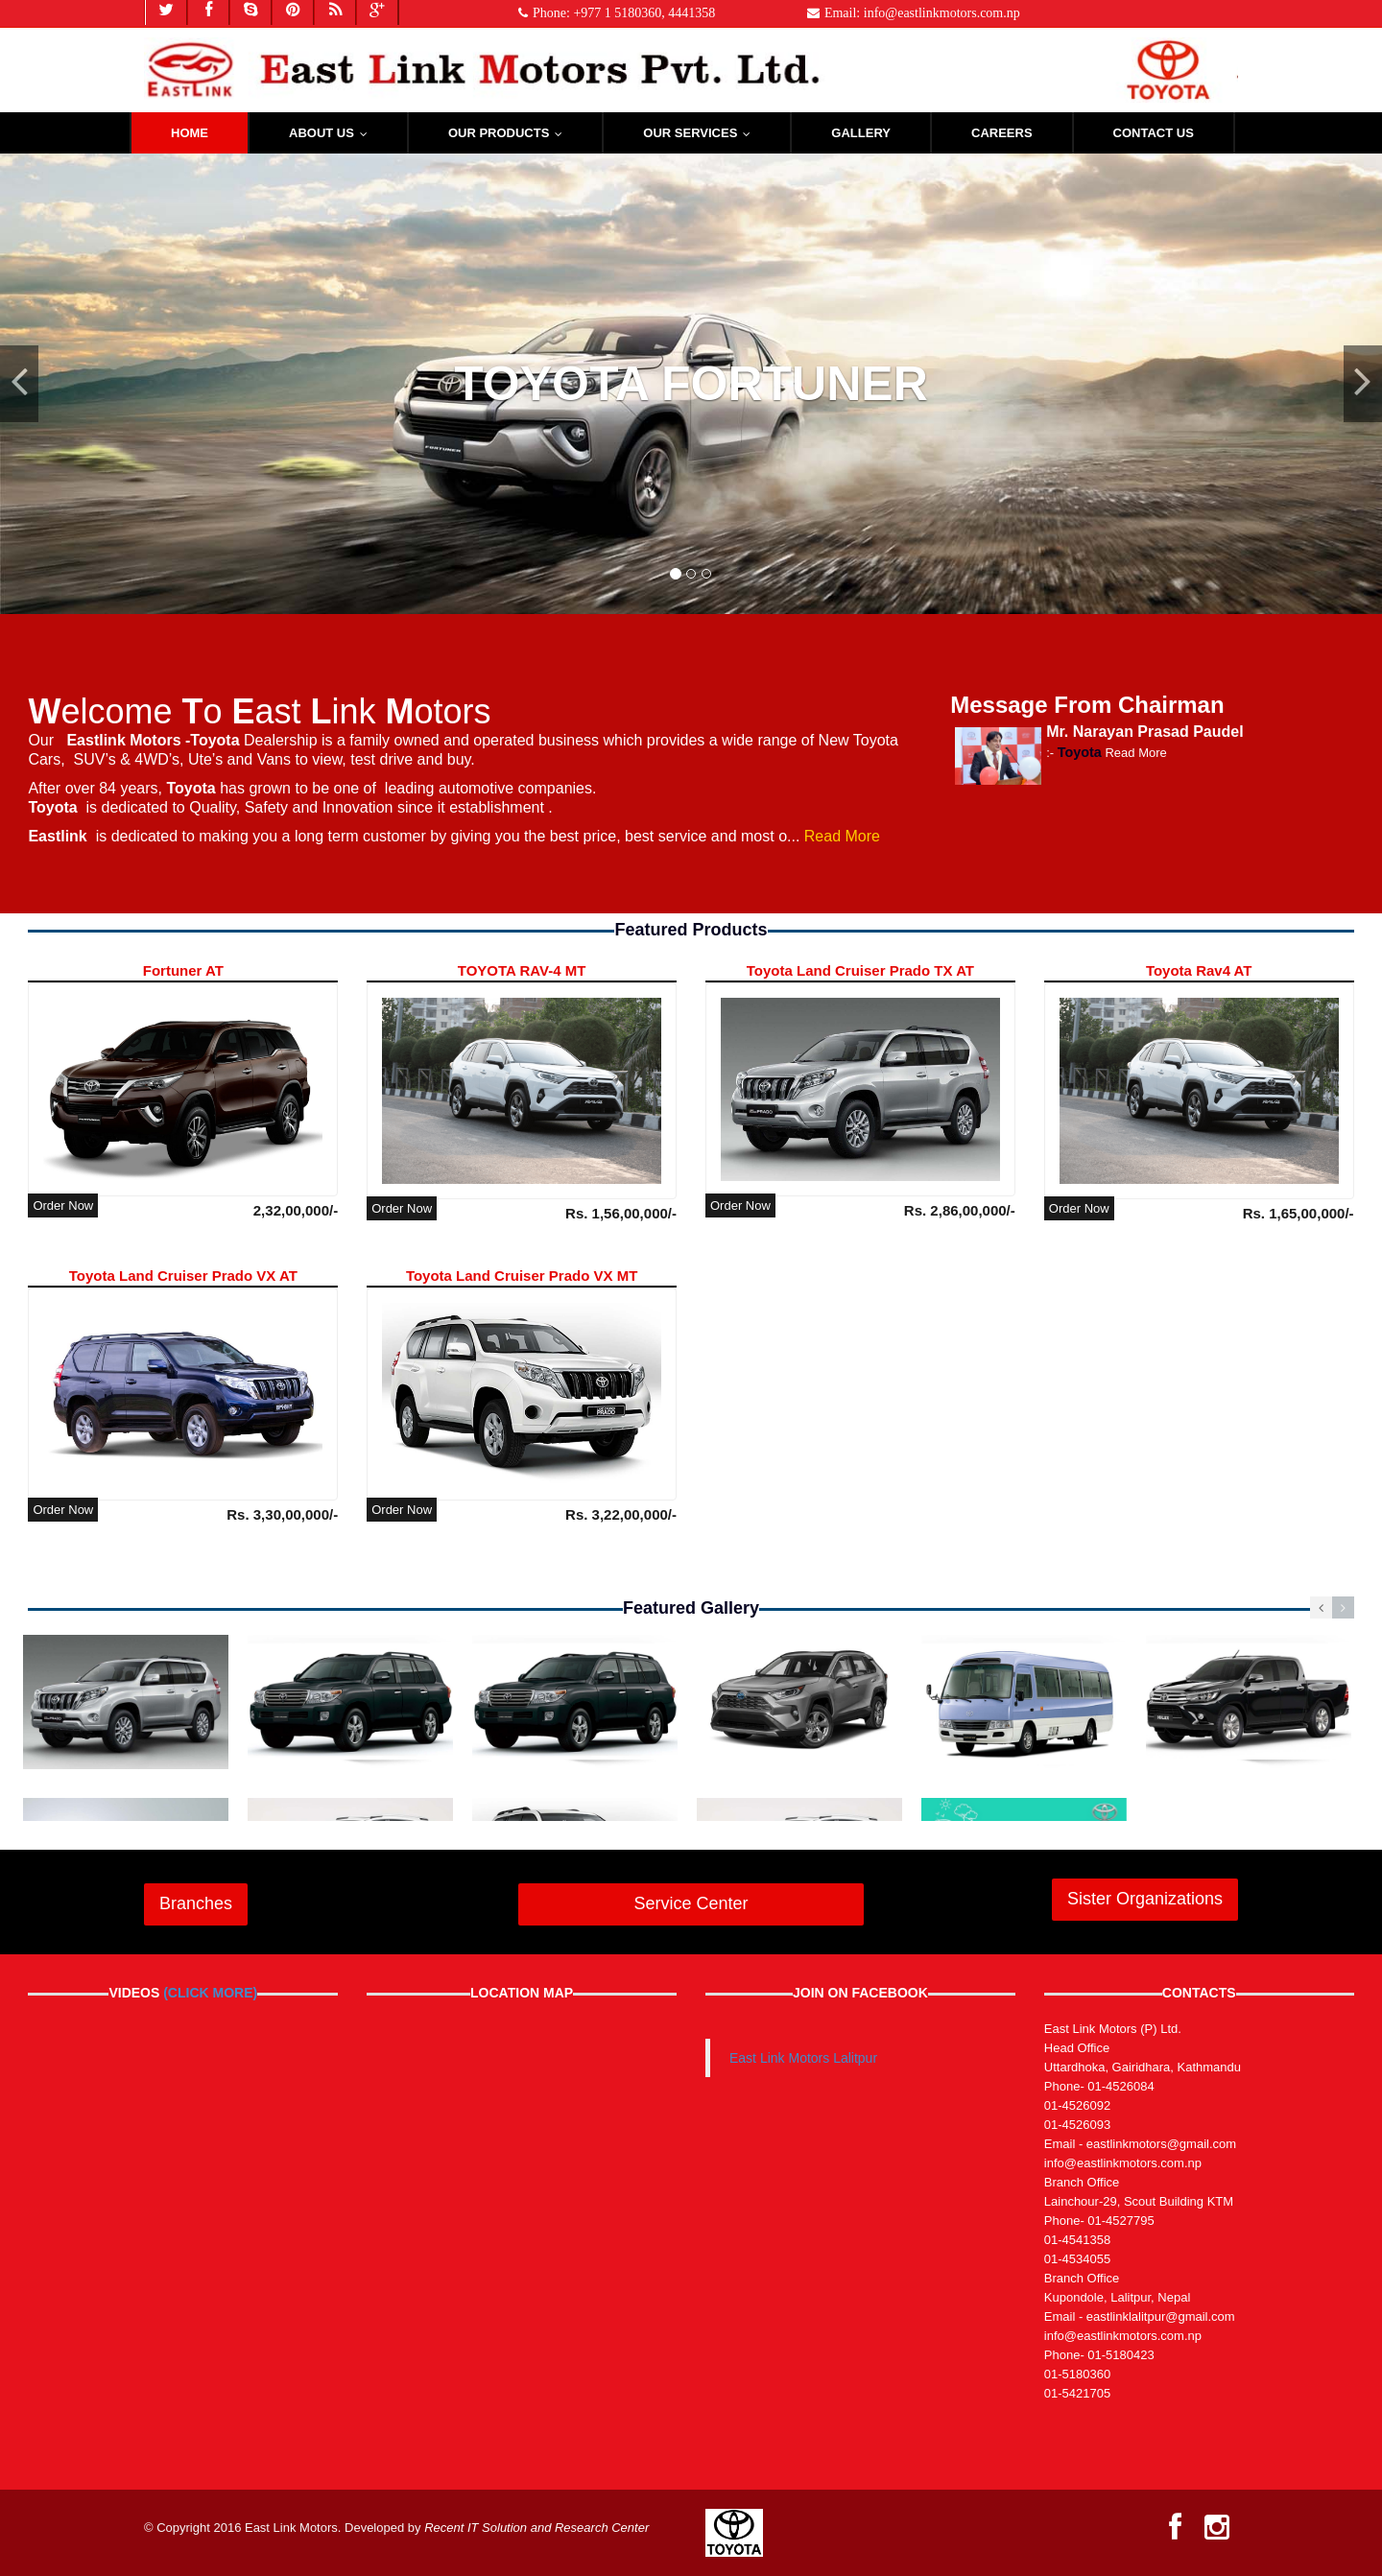 Phone: +977 1 5180360, 4441358
Email: info@eastlinkmotors.com.np
EASTLINK
East Link Motors Pvt. Ltd.
TOYOTA
HOME
ABOUT US
OUR PRODUCTS
OUR SERVICES
GALLERY
CAREERS
CONTACT US
TOYOTA FORTUNER
FORTUNER
Welcome To East Link Motors
Our Eastlink Motors -Toyota Dealership is a family owned and operated business which provides a wide range of New Toyota
Cars, SUV's & 4WD's, Ute's and Vans to view, test drive and buy.
After over 84 years, Toyota has grown to be one of leading automotive companies.
Toyota is dedicated to Quality, Safety and Innovation since it establishment .
Eastlink is dedicated to making you a long term customer by giving you the best price, best service and most o... Read More
Message From Chairman
Mr. Narayan Prasad Paudel
:- Toyota Read More
Featured Products
Fortuner AT
TOYOTA RAV-4 MT
Toyota Land Cruiser Prado TX AT
Toyota Rav4 AT
Order Now
2,32,00,000/-
Order Now
Rs. 1,56,00,000/-
Order Now
Rs. 2,86,00,000/-
Order Now
Rs. 1,65,00,000/-
Toyota Land Cruiser Prado VX AT
Toyota Land Cruiser Prado VX MT
PRADO
Order Now
Rs. 3,30,00,000/-
Order Now
Rs. 3,22,00,000/-
Featured Gallery
Branches
Service Center
Sister Organizations
VIDEOS (CLICK MORE)
LOCATION MAP
JOIN ON FACEBOOK
East Link Motors Lalitpur
CONTACTS
East Link Motors (P) Ltd.
Head Office
Uttardhoka, Gairidhara, Kathmandu
Phone- 01-4526084
01-4526092
01-4526093
Email - eastlinkmotors@gmail.com
info@eastlinkmotors.com.np
Branch Office
Lainchour-29, Scout Building KTM
Phone- 01-4527795
01-4541358
01-4534055
Branch Office
Kupondole, Lalitpur, Nepal
Email - eastlinklalitpur@gmail.com
info@eastlinkmotors.com.np
Phone- 01-5180423
01-5180360
01-5421705
© Copyright 2016 East Link Motors. Developed by Recent IT Solution and Research Center
TOYOTA